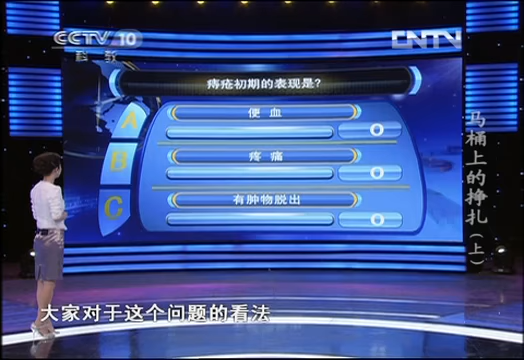 CCTV 10
科教
CNTV
痔疮初期的表现是?
A
便血
0
B
疼痛
0
C
有肿物脱出
0
马桶上的挣扎(上)
大家对于这个问题的看法